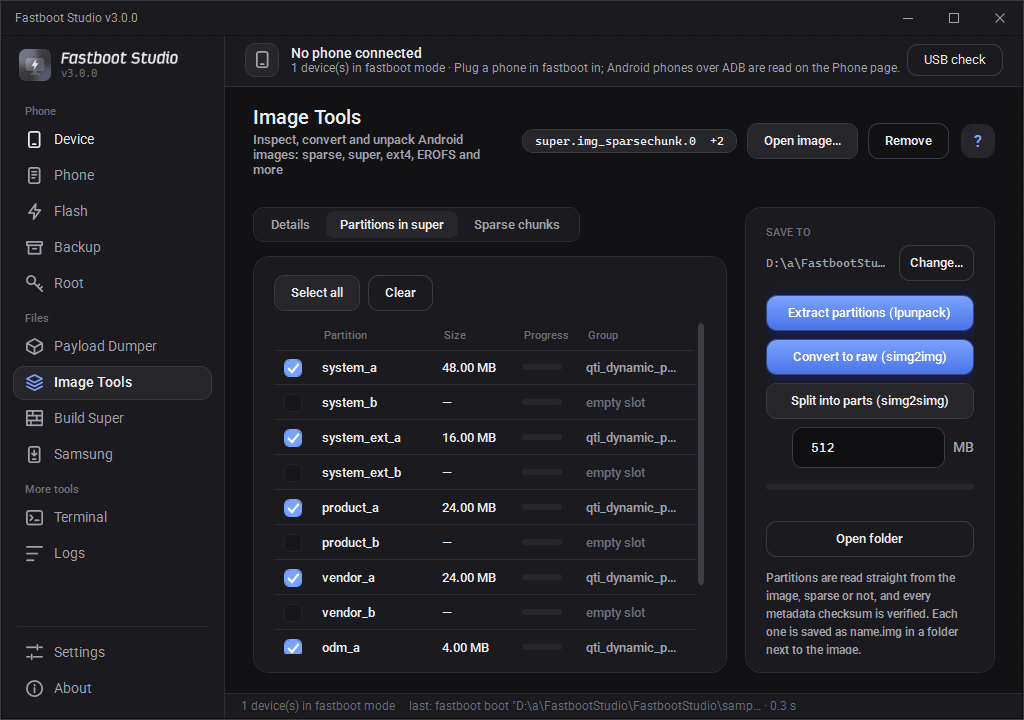 Fastboot Studio v3.0.0
Fastboot Studio
v3.0.0
Phone
Device
Phone
Flash
Backup
Root
Files
Payload Dumper
Image Tools
Build Super
Samsung
More tools
Terminal
Logs
Settings
About
No phone connected
1 device(s) in fastboot mode · Plug a phone in fastboot in; Android phones over ADB are read on the Phone page.
USB check
Image Tools
Inspect, convert and unpack Android
images: sparse, super, ext4, EROFS and
more
super.img_sparsechunk.0 +2
Open image...
Remove
?
Details
Partitions in super
Sparse chunks
Select all
Clear
Partition Size Progress Group
system_a 48.00 MB qti_dynamic_p...
system_b — empty slot
system_ext_a 16.00 MB qti_dynamic_p...
system_ext_b — empty slot
product_a 24.00 MB qti_dynamic_p...
product_b — empty slot
vendor_a 24.00 MB qti_dynamic_p...
vendor_b — empty slot
odm_a 4.00 MB qti_dynamic_p...
SAVE TO
D:\a\FastbootStu...
Change...
Extract partitions (lpunpack)
Convert to raw (simg2img)
Split into parts (simg2simg)
512 MB
Open folder
Partitions are read straight from the
image, sparse or not, and every
metadata checksum is verified. Each
one is saved as name.img in a folder
next to the image.
1 device(s) in fastboot mode last: fastboot boot "D:\a\FastbootStudio\FastbootStudio\samp... · 0.3 s